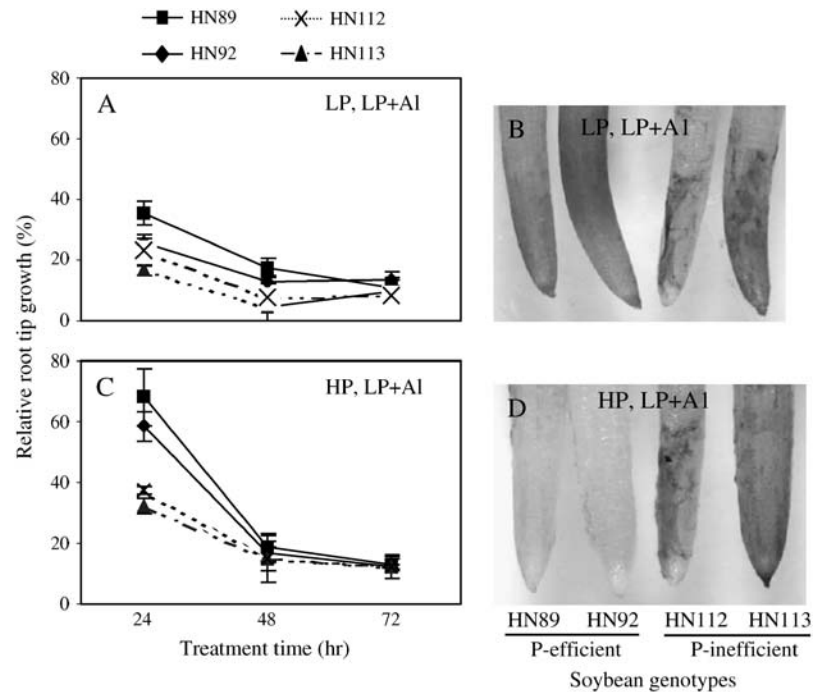 HN89
HN112
HN92
HN113
80
60
40
20
0
A
LP, LP+Al
B
LP, LP+Al
Relative root tip growth (%)
80
60
40
20
0
C
HP, LP+Al
D
HP, LP+Al
24
48
72
Treatment time (hr)
HN89
HN92
HN112
HN113
P-efficient
P-inefficient
Soybean genotypes